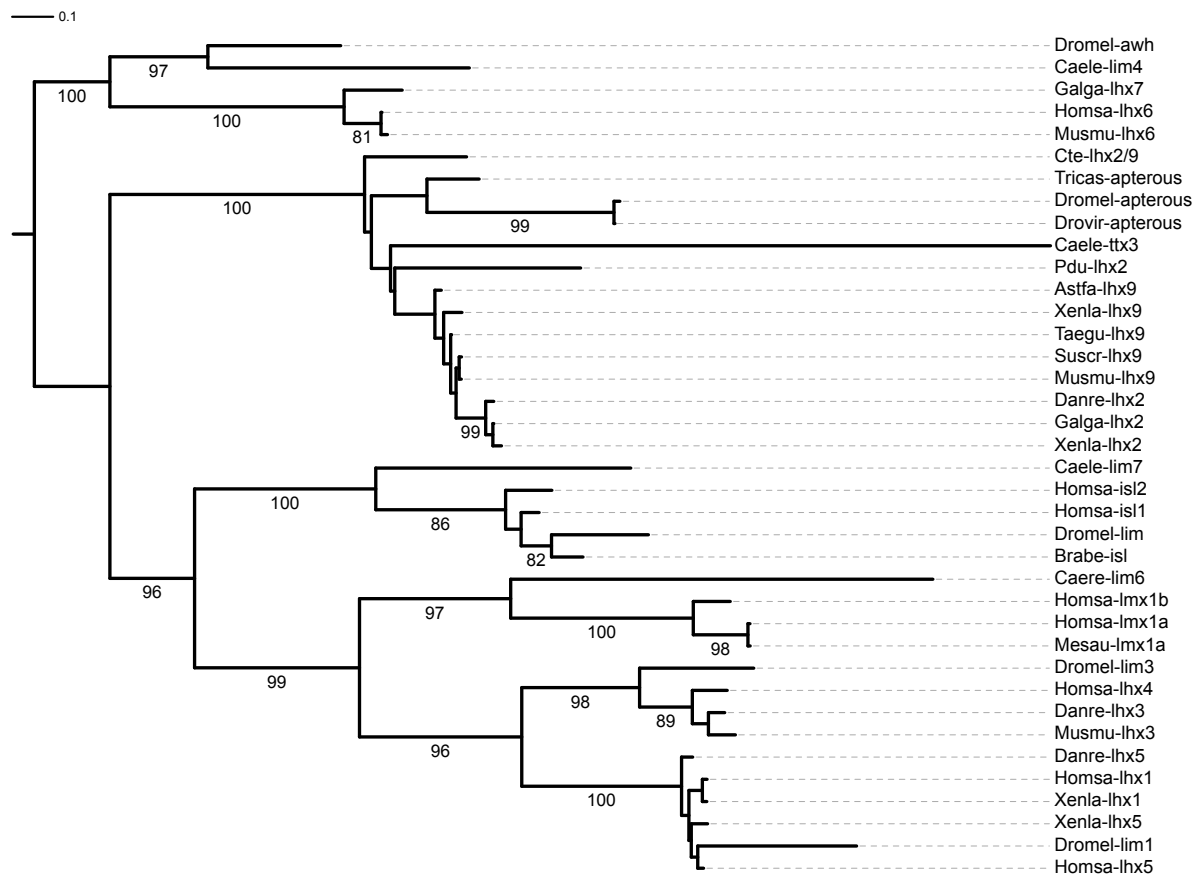 0.1
Dromel-awh
97
Caele-lim4
100
Galga-lhx7
100
Homsa-lhx6
81
Musmu-lhx6
Cte-lhx2/9
Tricas-apterous
100
Dromel-apterous
99
Drovir-apterous
Caele-ttx3
Pdu-lhx2
Astfa-lhx9
Xenla-lhx9
Taegu-lhx9
Suscr-lhx9
Musmu-lhx9
Danre-lhx2
Galga-lhx2
99
Xenla-lhx2
Caele-lim7
100
Homsa-isl2
86
Homsa-isl1
Dromel-lim
82
Brabe-isl
96
Caere-lim6
97
Homsa-lmx1b
100
Homsa-lmx1a
98
Mesau-lmx1a
99
Dromel-lim3
98
Homsa-lhx4
89
Danre-lhx3
Musmu-lhx3
96
Danre-lhx5
Homsa-lhx1
100
Xenla-lhx1
Xenla-lhx5
Dromel-lim1
Homsa-lhx5